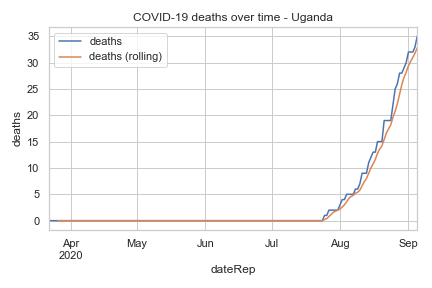 COVID-19 deaths over time - Uganda
deaths
deaths (rolling)
35
30
25
20
15
10
5
0
deaths
Apr
2020
May
Jun
Jul
Aug
Sep
dateRep